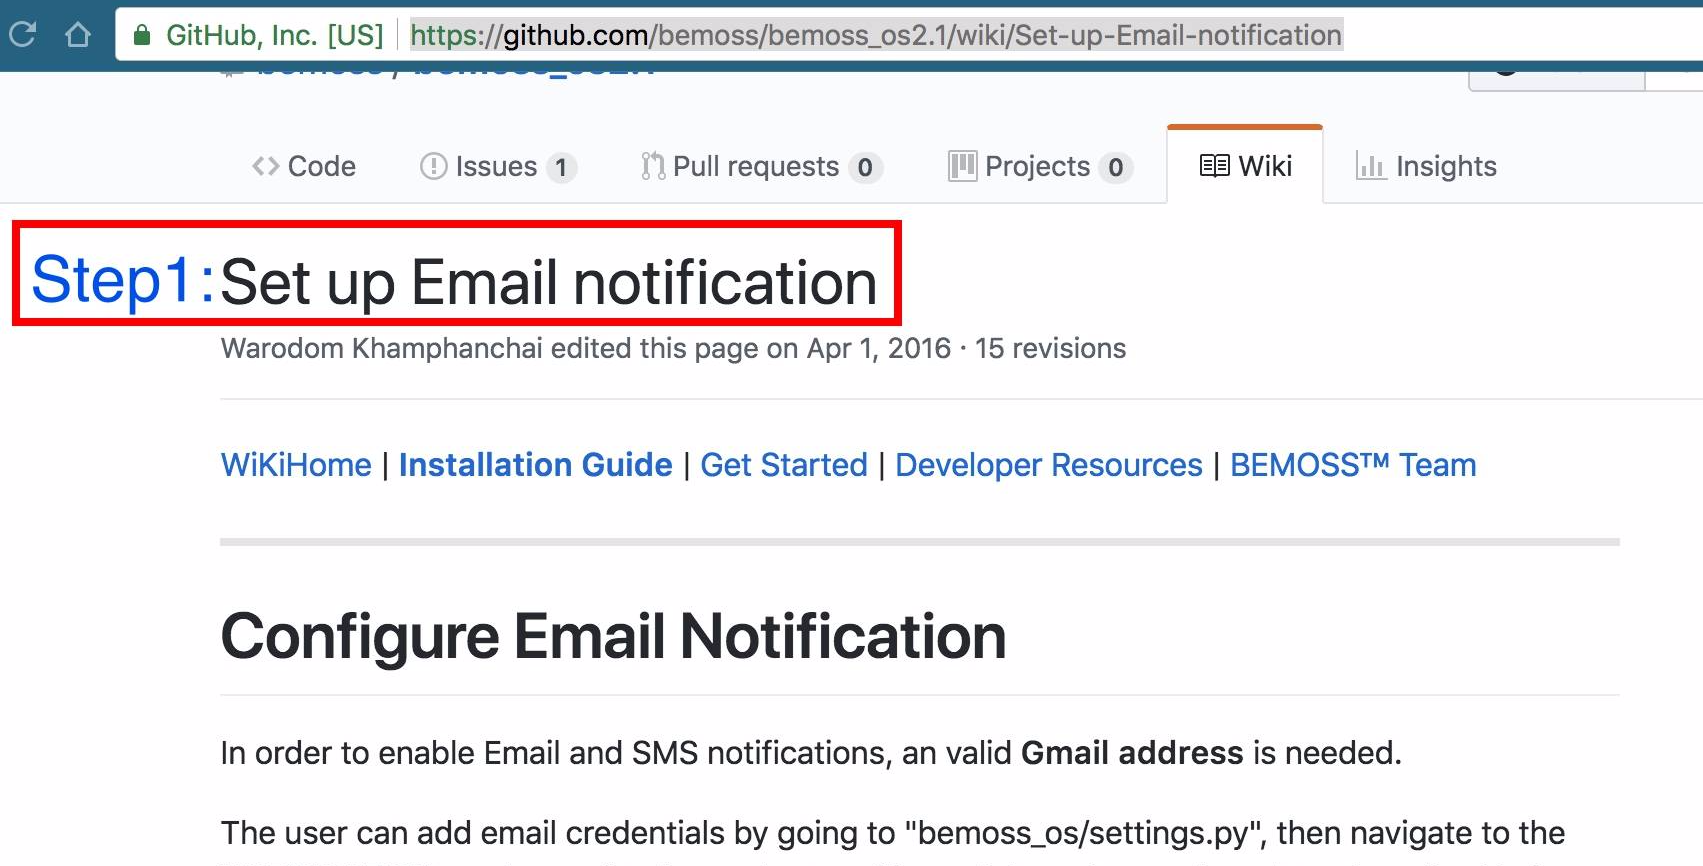 GitHub, Inc. [US] https://github.com/bemoss/bemoss_os2.1/wiki/Set-up-Email-notification
Code Issues 1 Pull requests 0 Projects 0 Wiki Insights
Step1: Set up Email notification
Warodom Khamphanchai edited this page on Apr 1, 2016 · 15 revisions
WiKiHome | Installation Guide | Get Started | Developer Resources | BEMOSS™ Team
Configure Email Notification
In order to enable Email and SMS notifications, an valid Gmail address is needed.
The user can add email credentials by going to "bemoss_os/settings.py", then navigate to the